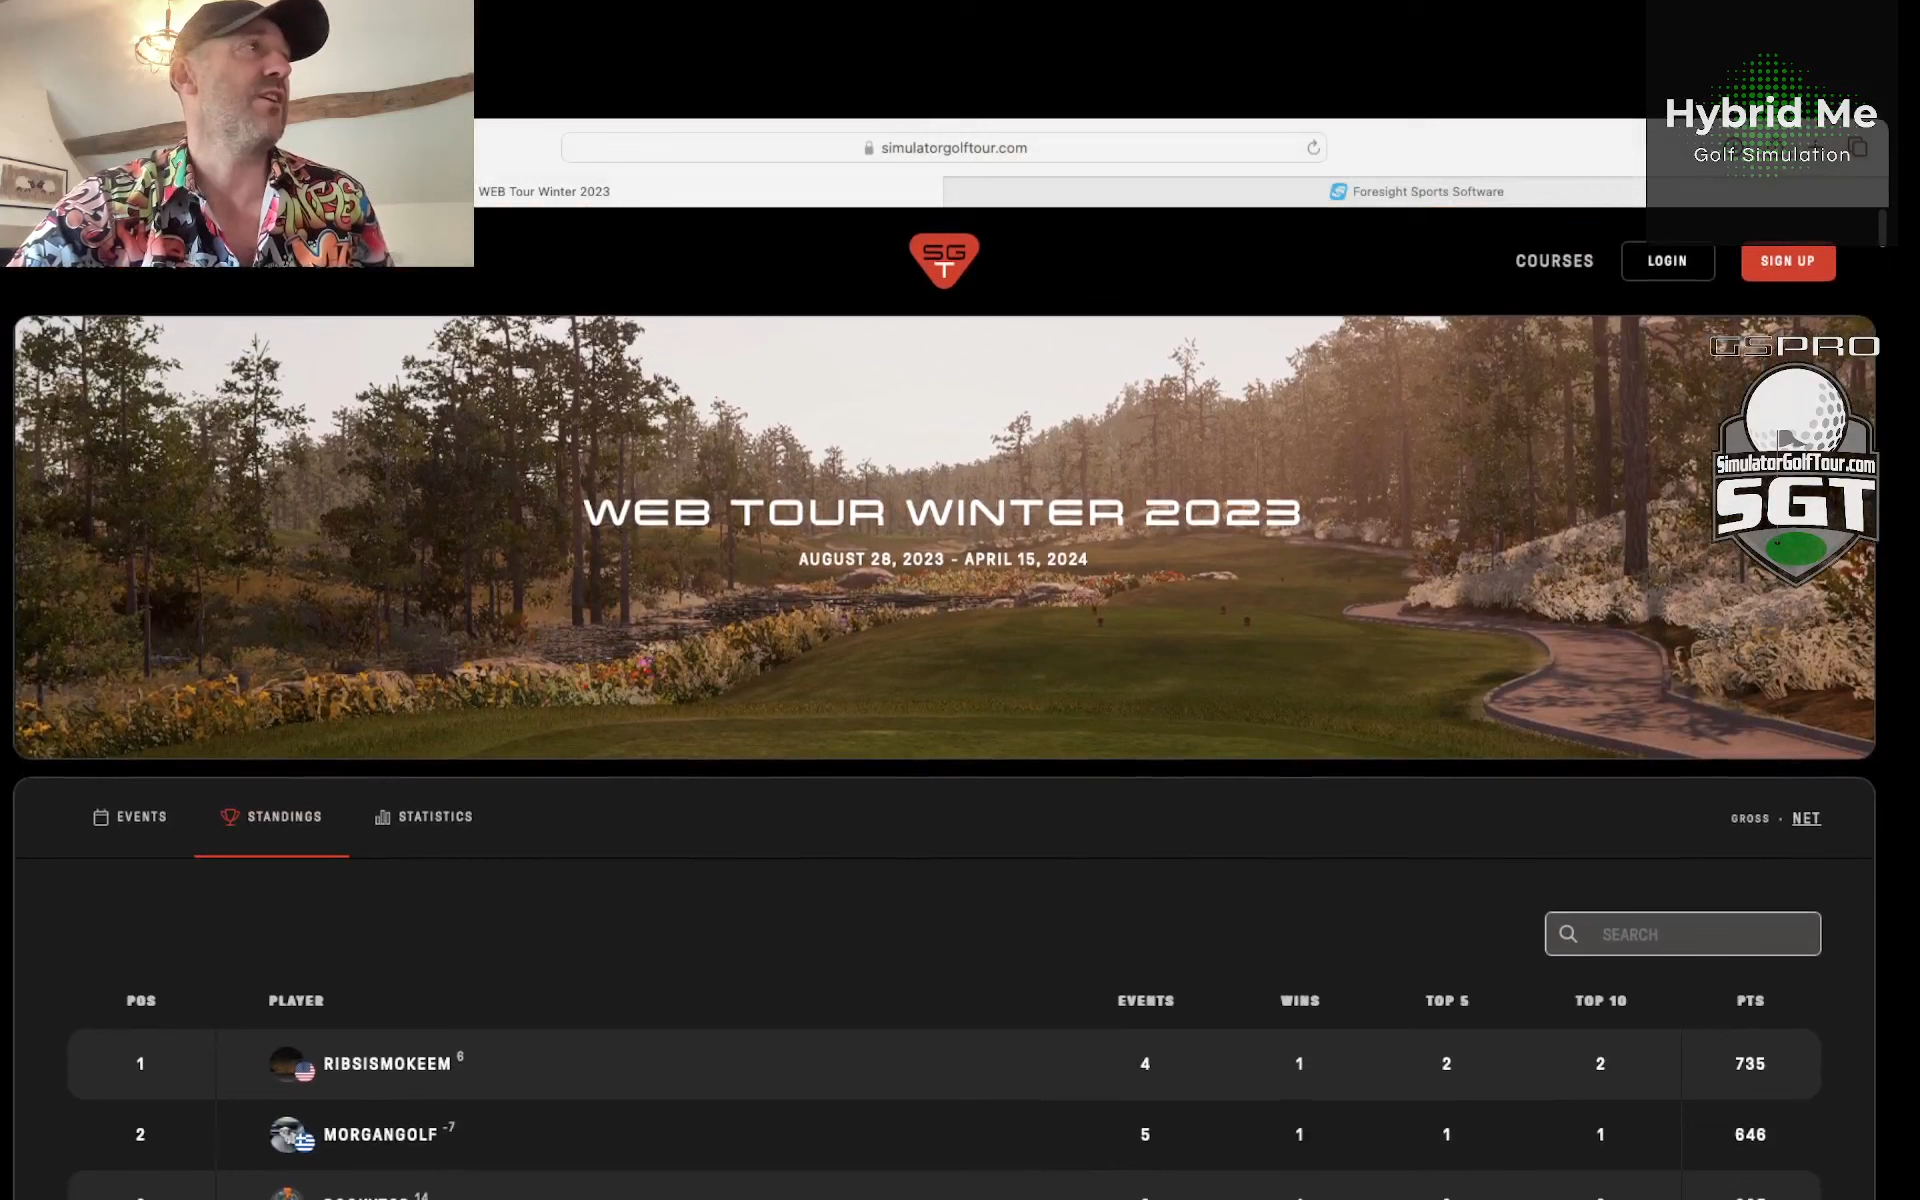 Hybrid Me
Golf Simulation
simulatorgolftour.com
WEB Tour Winter 2023
Foresight Sports Software
SG
T
COURSES
LOGIN
SIGN UP
GSPRO
SimulatorGolfTour.com
SGT
WEB TOUR WINTER 2023
AUGUST 28, 2023 - APRIL 15, 2024
EVENTS
STANDINGS
STATISTICS
GROSS · NET
SEARCH
POS PLAYER EVENTS WINS TOP 5 TOP 10 PTS
1 RIBSISMOKEEM 6 4 1 2 2 735
2 MORGANGOLF -7 5 1 1 1 646
14